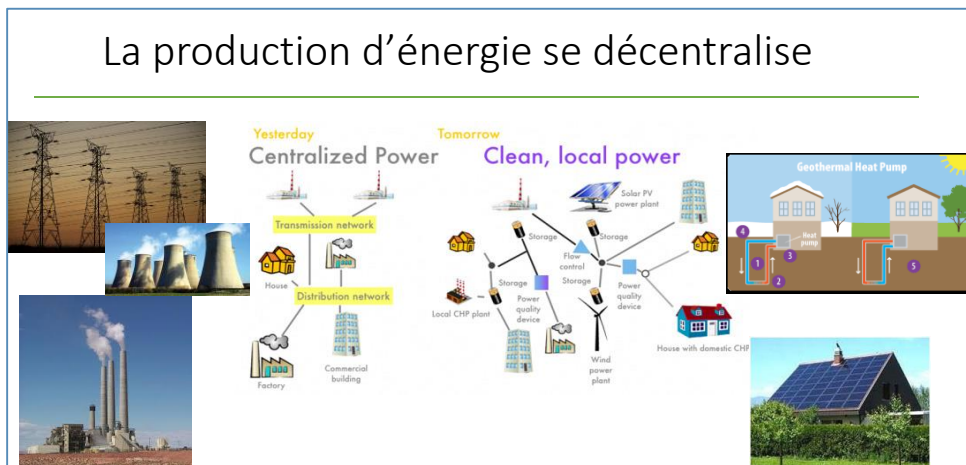 La production d'énergie se décentralise
Yesterday
Centralized Power
Transmission network
House
Distribution network
Factory
Commercial
building
Tomorrow
Clean, local power
Solar PV
power plant
Storage
Storage
Flow
control
Storage
Storage
Power
quality
device
Power
quality
device
Local CHP plant
Wind
power
plant
House with domestic CHP
Geothermal Heat Pump
Heat
pump
4
1
3
2
5